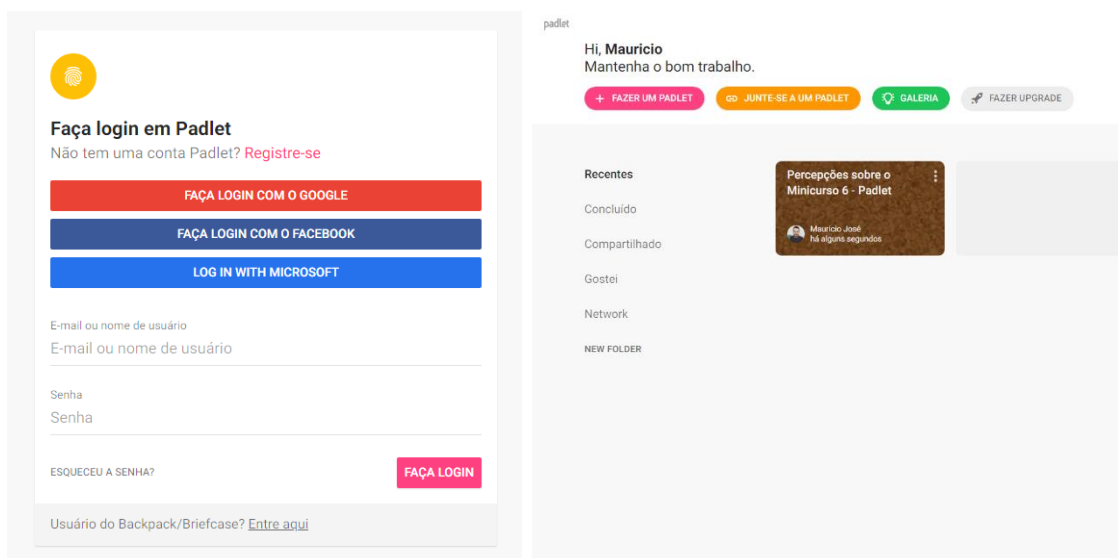 Faça login em Padlet
Não tem uma conta Padlet? Registre-se
FAÇA LOGIN COM O GOOGLE
FAÇA LOGIN COM O FACEBOOK
LOG IN WITH MICROSOFT
E-mail ou nome de usuário
E-mail ou nome de usuário
Senha
Senha
ESQUECEU A SENHA?
FAÇA LOGIN
Usuário do Backpack/Briefcase? Entre aqui
padlet
Hi, Mauricio
Mantenha o bom trabalho.
+ FAZER UM PADLET
JUNTE-SE A UM PADLET
GALERIA
FAZER UPGRADE
Recentes
Concluído
Compartilhado
Gostei
Network
NEW FOLDER
Percepções sobre o
Minicurso 6 - Padlet
Mauricio José
há alguns segundos